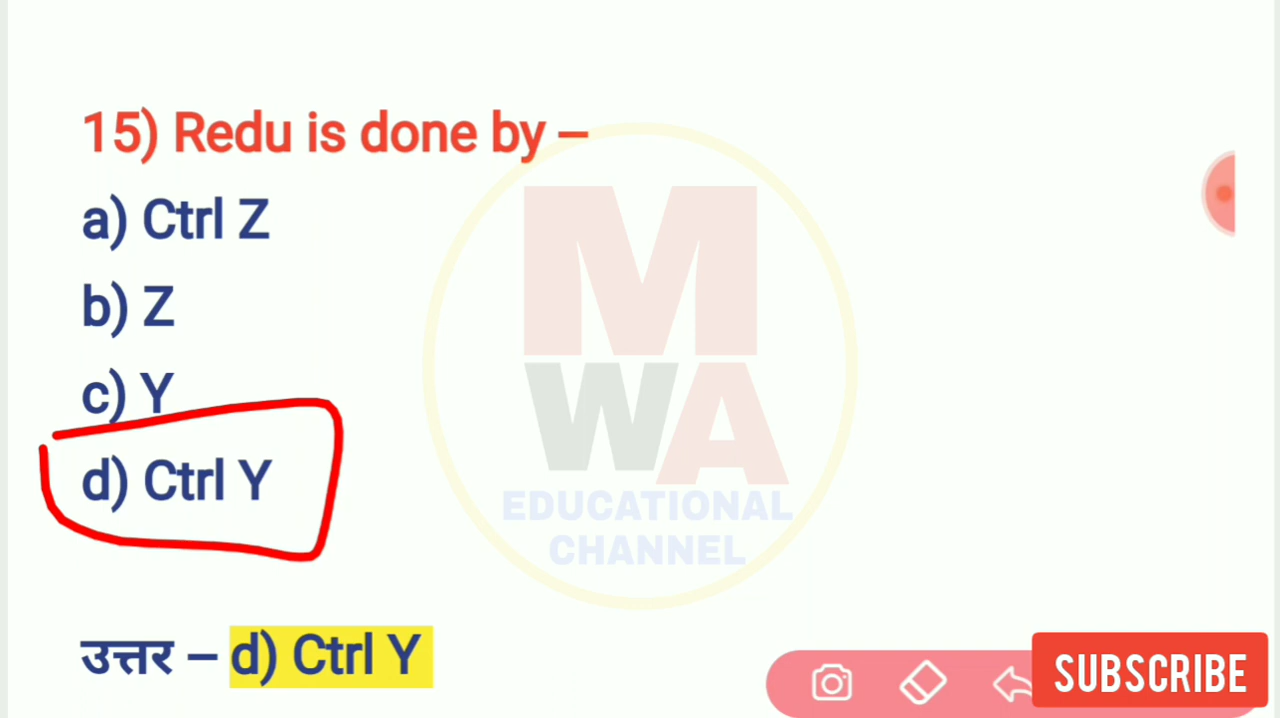 15) Redu is done by –
a) Ctrl Z
b) Z
c) Y
d) Ctrl Y
उत्तर – d) Ctrl Y
M
WA
EDUCATIONAL
CHANNEL
SUBSCRIBE